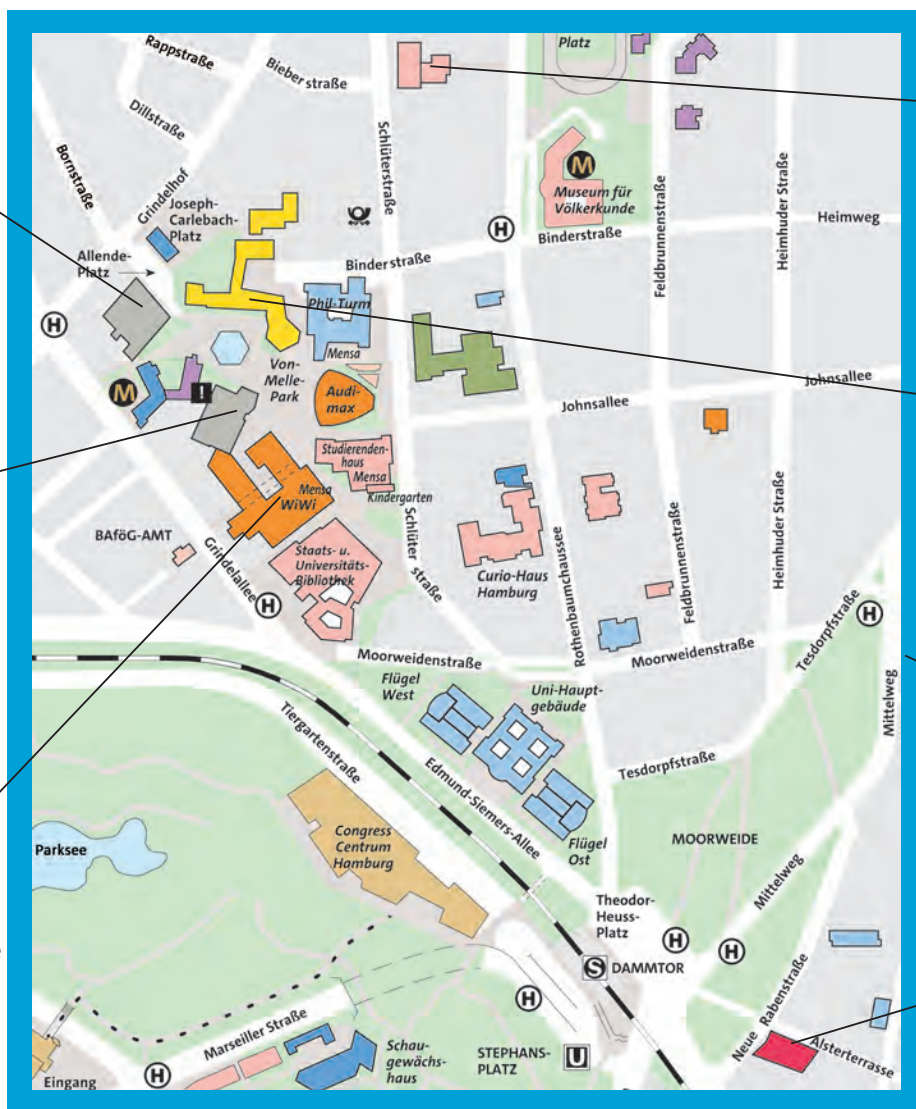 Rappstraße
Bieberstraße
Platz
Dillstraße
Schlüterstraße
Bornstraße
Grindelhof
M
Museum für
Völkerkunde
Feldbrunnenstraße
Heimhuder Straße
Joseph-
Carlebach-
Platz
Heimweg
H
Binderstraße
Allende-
Platz
Binderstraße
Phil-Turm
H
Mensa
Von-
Melle-
Park
M
!
Audi-
max
Johnsallee
Johnsallee
Studierenden-
haus
Mensa
Kindergarten
Mensa
WiWi
BAföG-AMT
Grindelallee
Staats- u.
Universitäts-
Bibliothek
Schlüter straße
Curio-Haus
Hamburg
Rothenbaumchaussee
Feldbrunnenstraße
Heimhuder Straße
H
H
Tesdorpfstraße
Mittelweg
Moorweidenstraße
Moorweidenstraße
Flügel
West
Uni-Haupt-
gebäude
Tiergartenstraße
Edmund-Siemers-Allee
Tesdorpfstraße
Congress
Centrum
Hamburg
Flügel
Ost
MOORWEIDE
Parksee
Mittelweg
Theodor-
Heuss-
Platz
H
H
S DAMMTOR
H
Neue Rabenstraße
Marseiller Straße
Schau-
gewächs-
haus
STEPHANS-
PLATZ
U
Alsterterrasse
Eingang
H